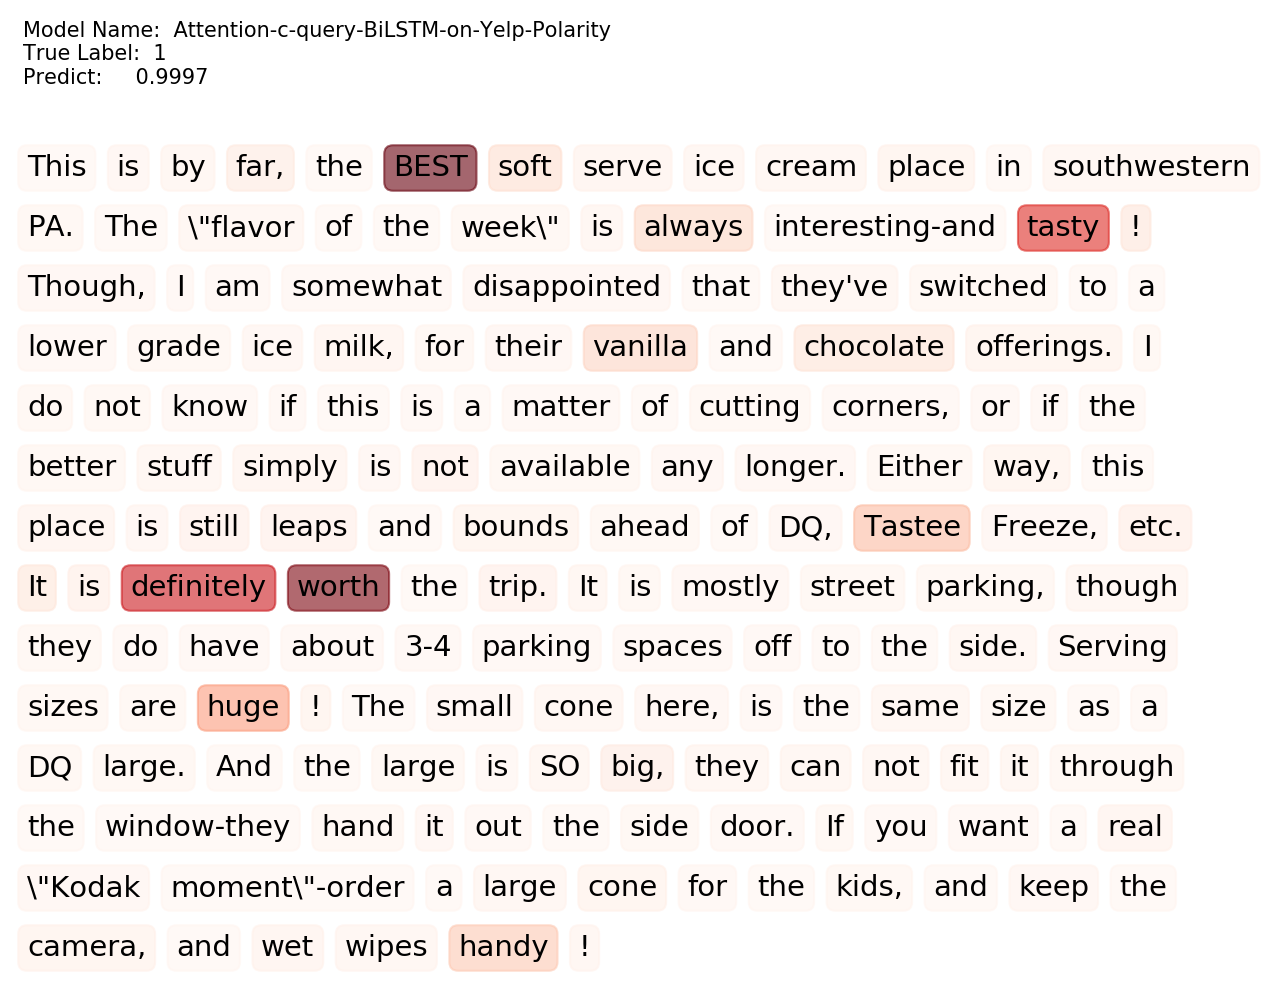 Model Name: Attention-c-query-BiLSTM-on-Yelp-Polarity
True Label: 1
Predict: 0.9997
This is by far, the BEST soft serve ice cream place in southwestern
PA. The \"flavor of the week\" is always interesting-and tasty !
Though, I am somewhat disappointed that they've switched to a
lower grade ice milk, for their vanilla and chocolate offerings. I
do not know if this is a matter of cutting corners, or if the
better stuff simply is not available any longer. Either way, this
place is still leaps and bounds ahead of DQ, Tastee Freeze, etc.
It is definitely worth the trip. It is mostly street parking, though
they do have about 3-4 parking spaces off to the side. Serving
sizes are huge ! The small cone here, is the same size as a
DQ large. And the large is SO big, they can not fit it through
the window-they hand it out the side door. If you want a real
\"Kodak moment\"-order a large cone for the kids, and keep the
camera, and wet wipes handy !